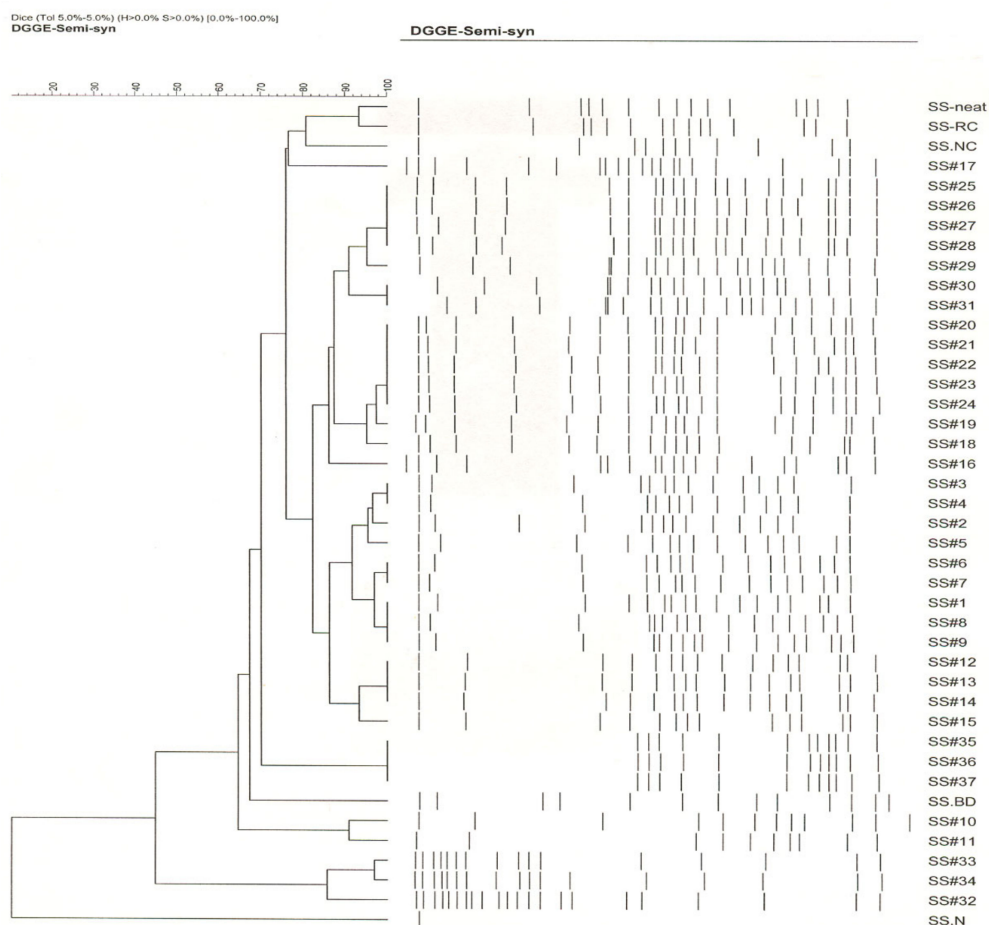 Dice (Tol 5.0%-5.0%) (H>0.0% S>0.0%) [0.0%-100.0%]
DGGE-Semi-syn
DGGE-Semi-syn
20 30 40 50 60 70 80 90 100
SS-neat
SS-RC
SS.NC
SS#17
SS#25
SS#26
SS#27
SS#28
SS#29
SS#30
SS#31
SS#20
SS#21
SS#22
SS#23
SS#24
SS#19
SS#18
SS#16
SS#3
SS#4
SS#2
SS#5
SS#6
SS#7
SS#1
SS#8
SS#9
SS#12
SS#13
SS#14
SS#15
SS#35
SS#36
SS#37
SS.BD
SS#10
SS#11
SS#33
SS#34
SS#32
SS.N